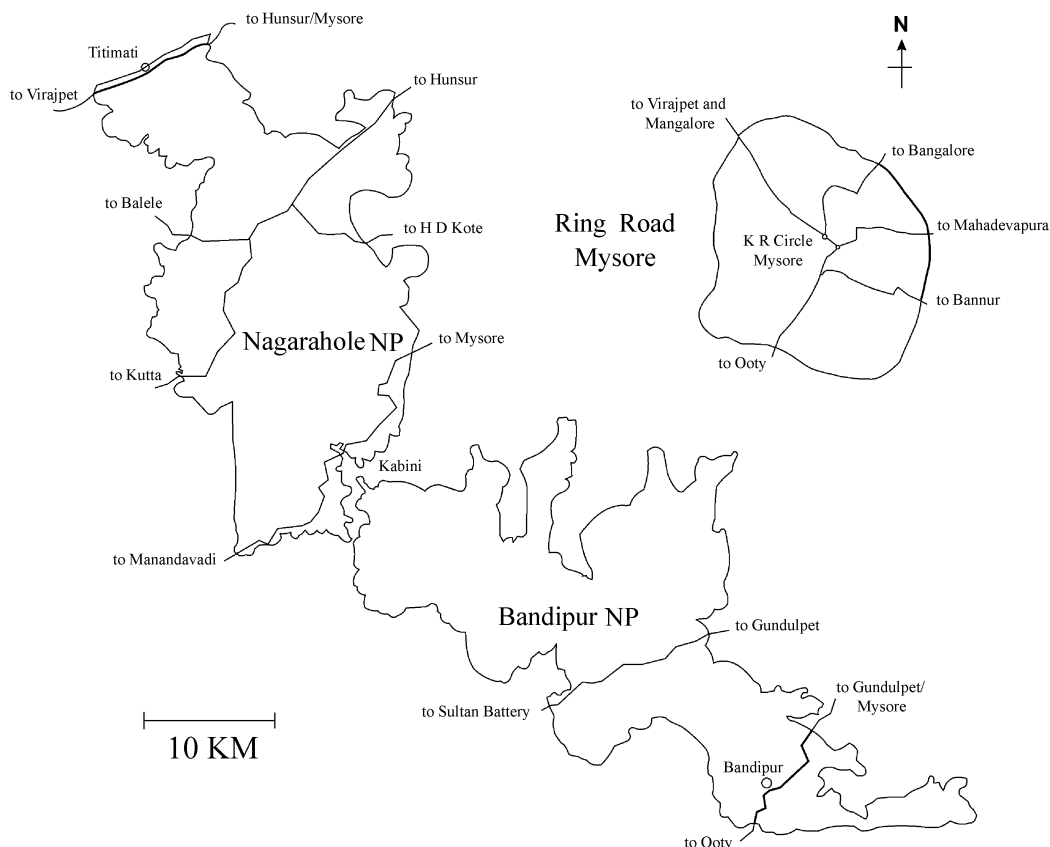 to Hunsur/Mysore
N
Titimati
to Virajpet
to Hunsur
to Virajpet and
Mangalore
to Bangalore
to Balele
to H D Kote
Ring Road
Mysore
K R Circle
Mysore
to Mahadevapura
to Bannur
Nagarahole NP
to Mysore
to Kutta
to Ooty
Kabini
to Manandavadi
Bandipur NP
to Gundulpet
to Gundulpet/
Mysore
to Sultan Battery
10 KM
Bandipur
to Ooty